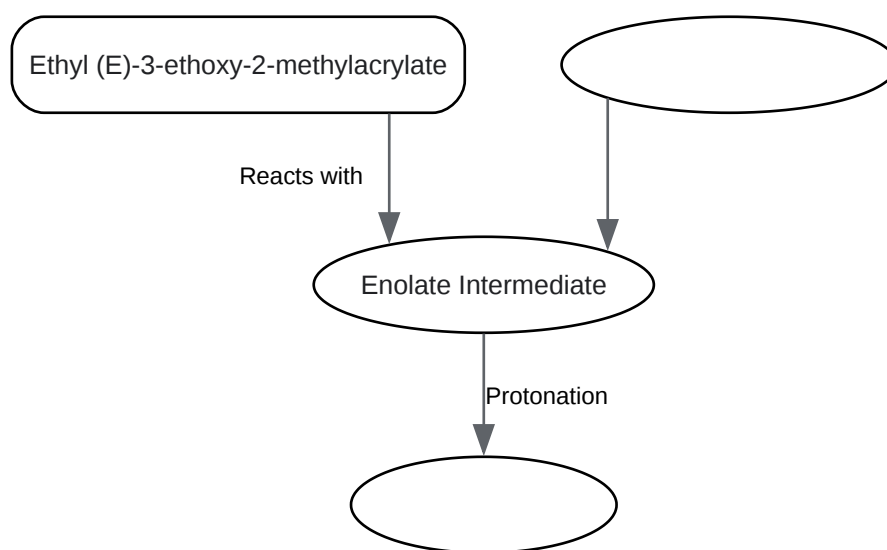 Ethyl (E)-3-ethoxy-2-methylacrylate
Reacts with
Enolate Intermediate
Protonation